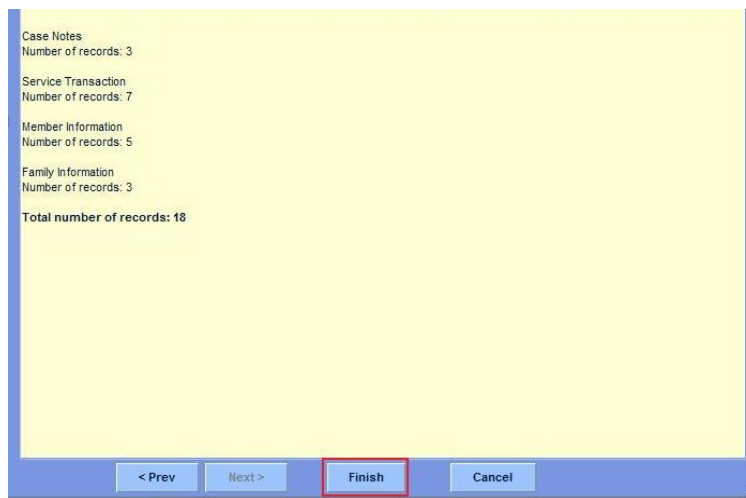 Case Notes
Number of records: 3
Service Transaction
Number of records: 7
Member Information
Number of records: 5
Family Information
Number of records: 3
Total number of records: 18
< Prev Next > Finish Cancel